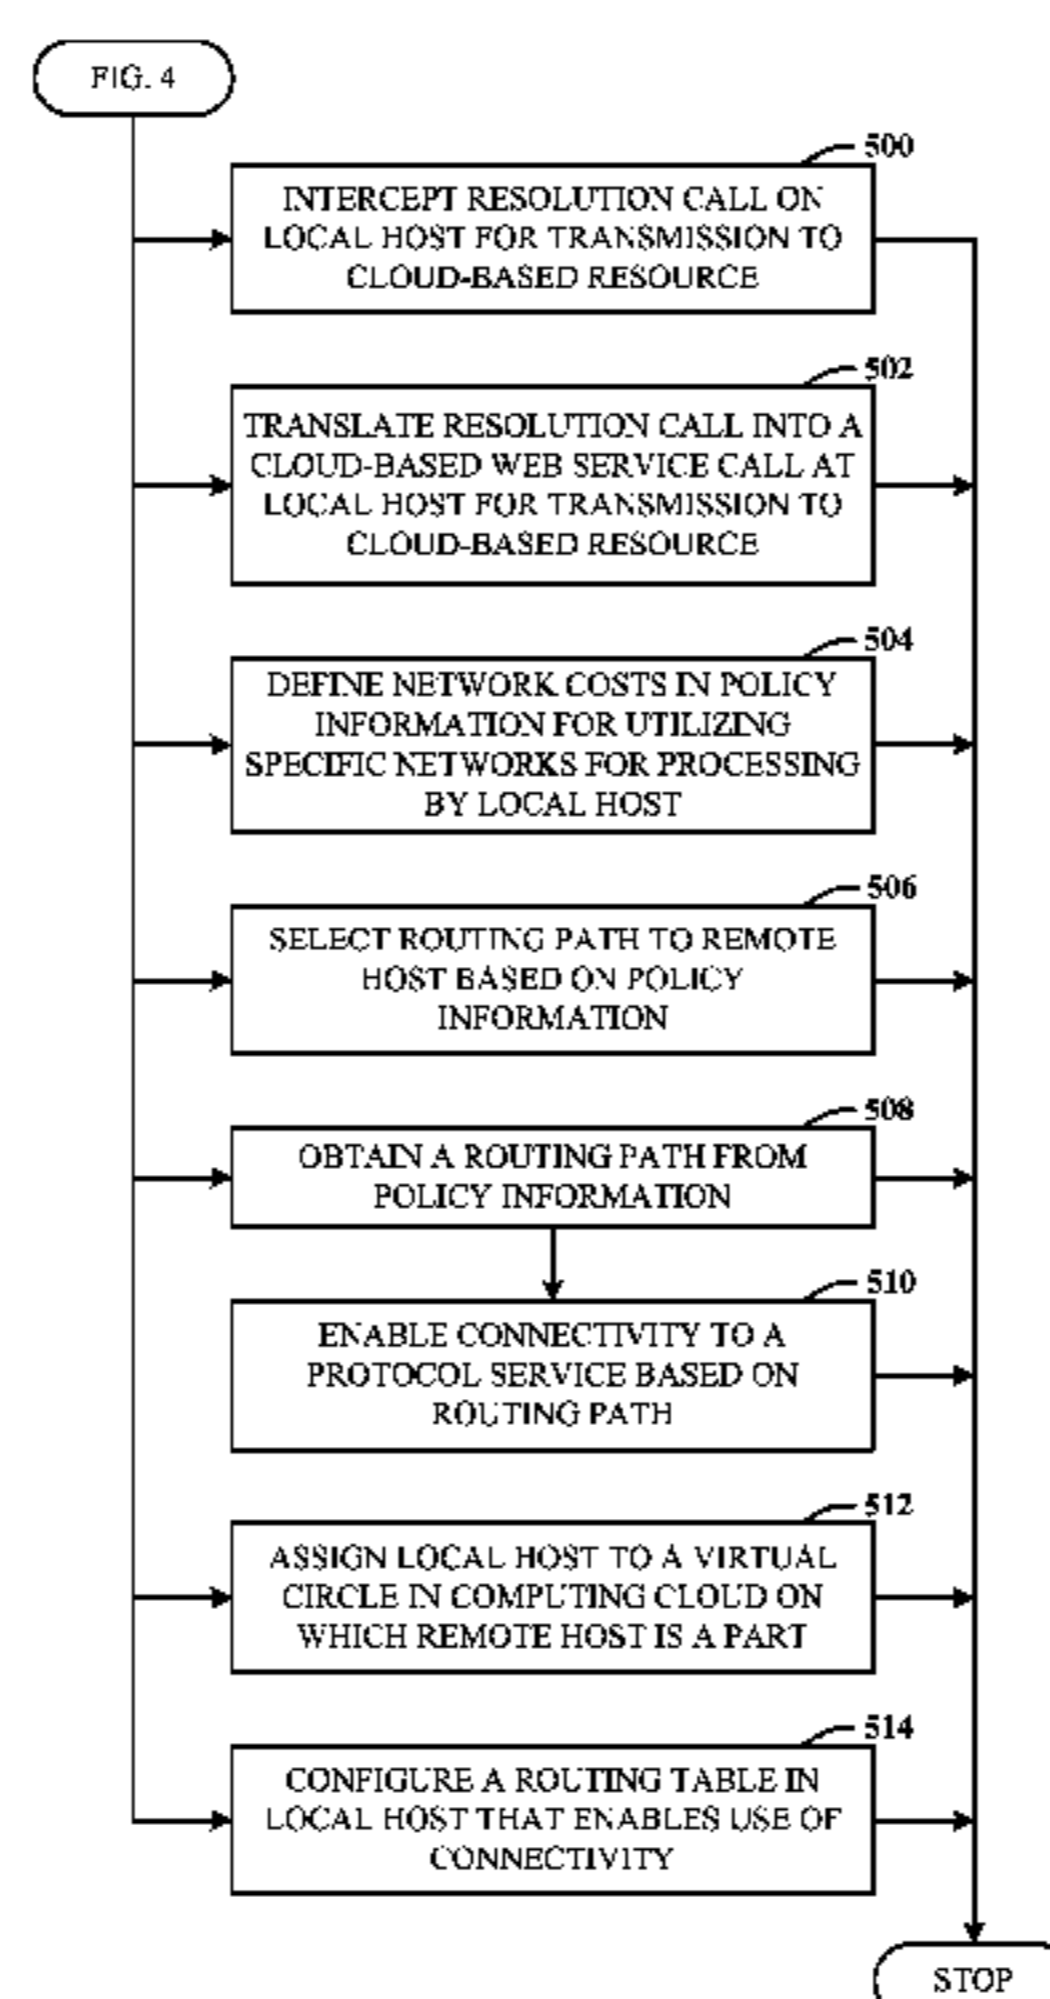 FIG. 4
500
INTERCEPT RESOLUTION CALL ON
LOCAL HOST FOR TRANSMISSION TO
CLOUD-BASED RESOURCE
502
TRANSLATE RESOLUTION CALL INTO A
CLOUD-BASED WEB SERVICE CALL AT
LOCAL HOST FOR TRANSMISSION TO
CLOUD-BASED RESOURCE
504
DEFINE NETWORK COSTS IN POLICY
INFORMATION FOR UTILIZING
SPECIFIC NETWORKS FOR PROCESSING
BY LOCAL HOST
506
SELECT ROUTING PATH TO REMOTE
HOST BASED ON POLICY
INFORMATION
508
OBTAIN A ROUTING PATH FROM
POLICY INFORMATION
510
ENABLE CONNECTIVITY TO A
PROTOCOL SERVICE BASED ON
ROUTING PATH
512
ASSIGN LOCAL HOST TO A VIRTUAL
CIRCLE IN COMPUTING CLOUD ON
WHICH REMOTE HOST IS A PART
514
CONFIGURE A ROUTING TABLE IN
LOCAL HOST THAT ENABLES USE OF
CONNECTIVITY
STOP